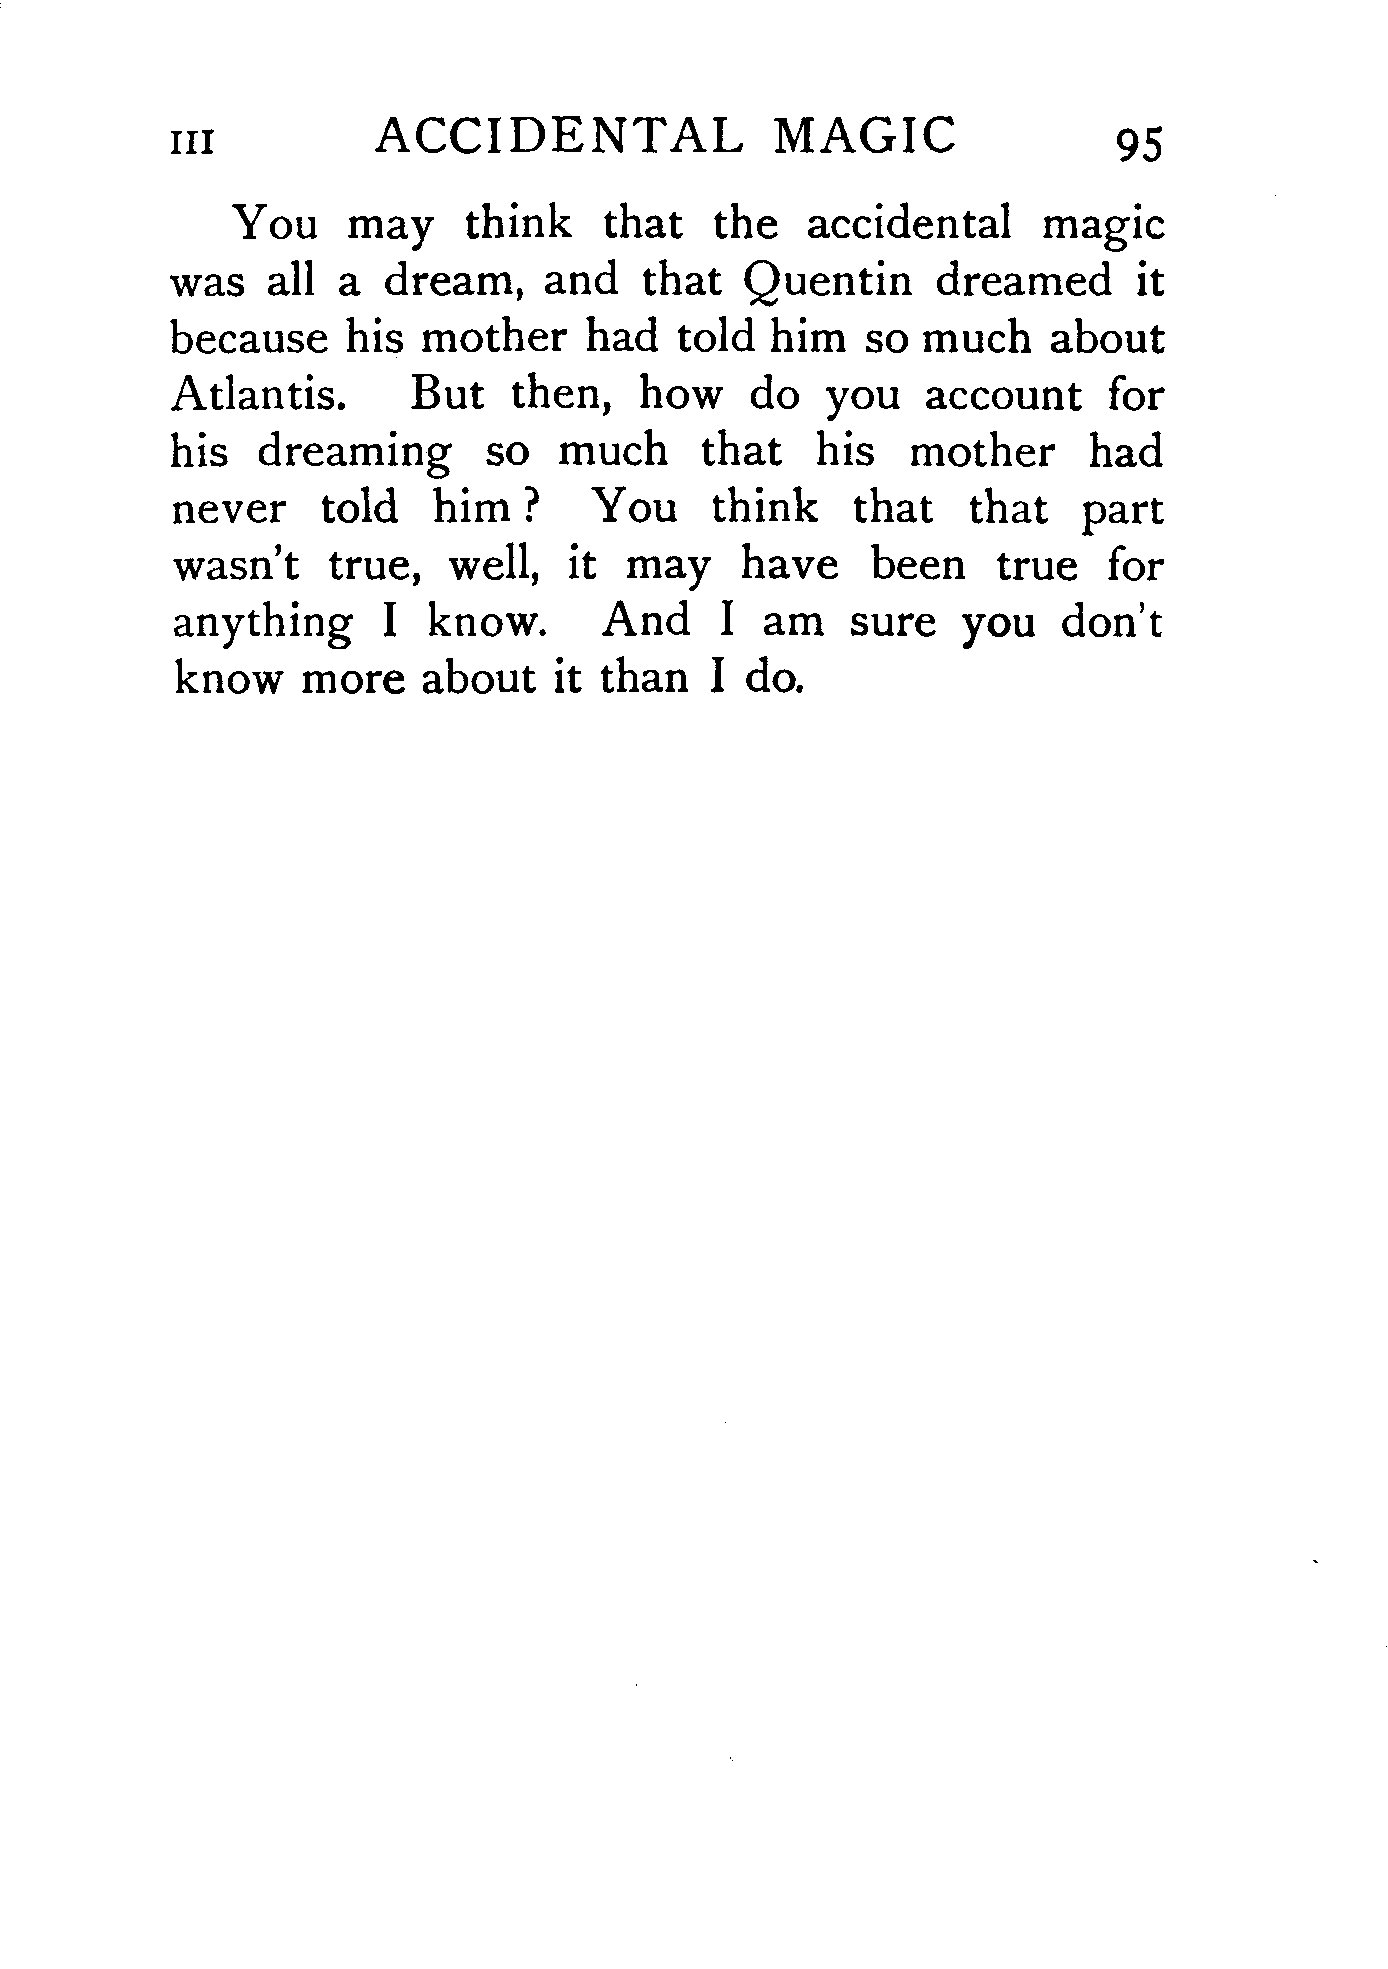 III ACCIDENTAL MAGIC 95
You may think that the accidental magic
was all a dream, and that Quentin dreamed it
because his mother had told him so much about
Atlantis. But then, how do you account for
his dreaming so much that his mother had
never told him? You think that that part
wasn't true, well, it may have been true for
anything I know. And I am sure you don't
know more about it than I do.